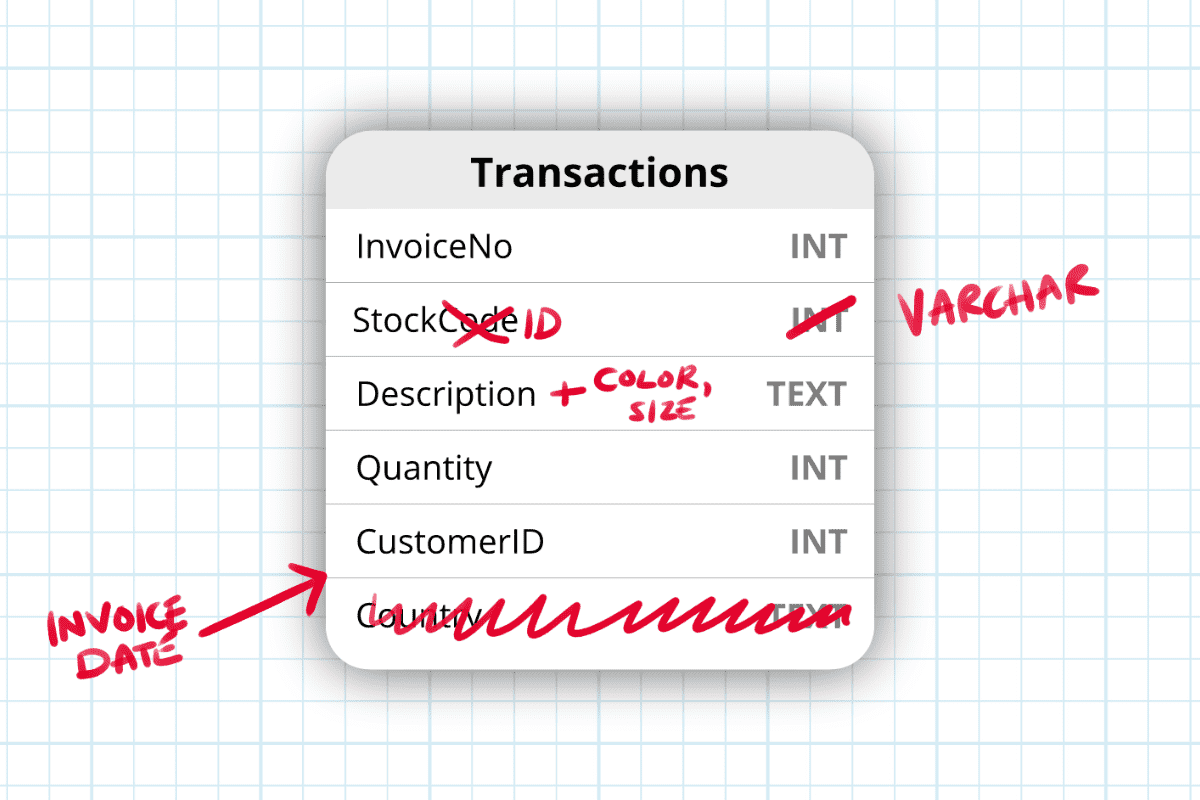 Transactions
InvoiceNo INT
StockCode ID INT VARCHAR
Description + COLOR, TEXT
SIZE
Quantity INT
CustomerID INT
INVOICE
DATE
Country TEXT